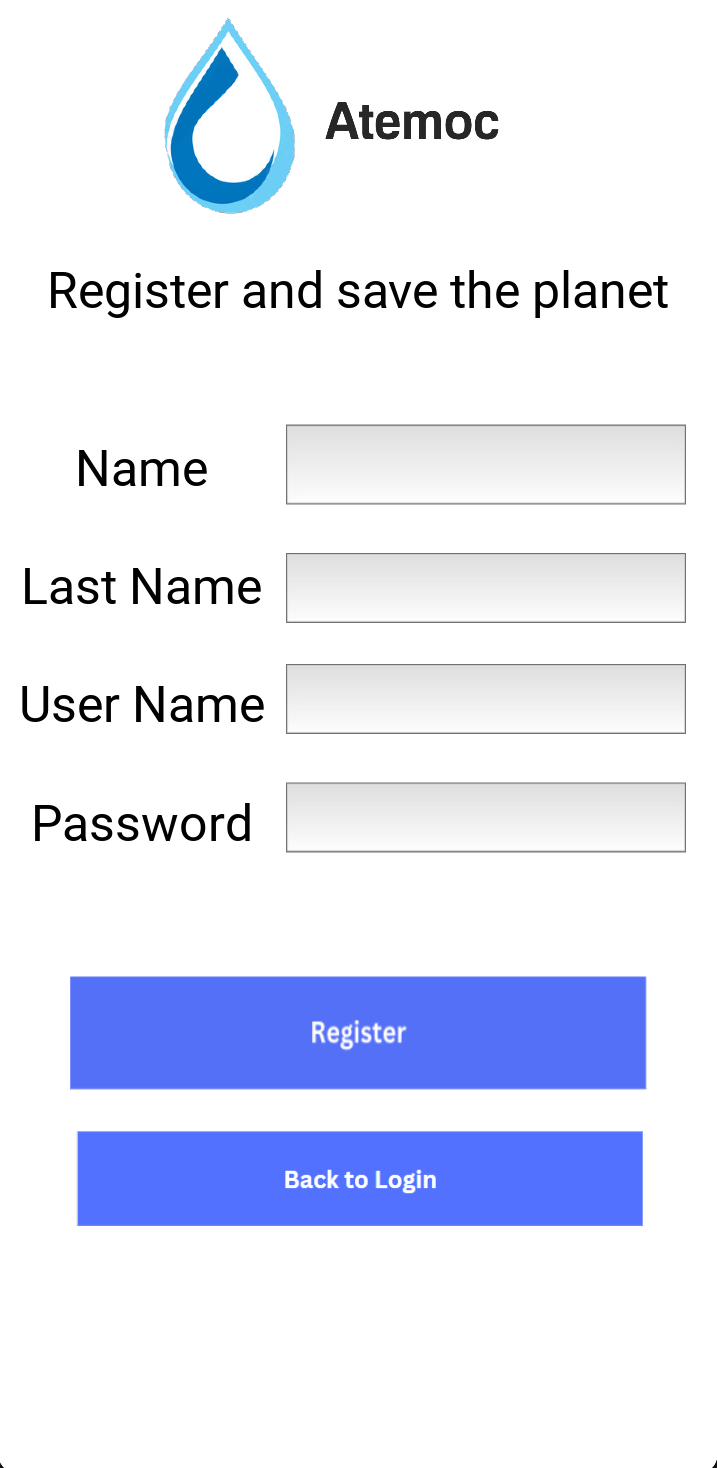 Atemoc
Register and save the planet
Name
Last Name
User Name
Password
Register
Back to Login